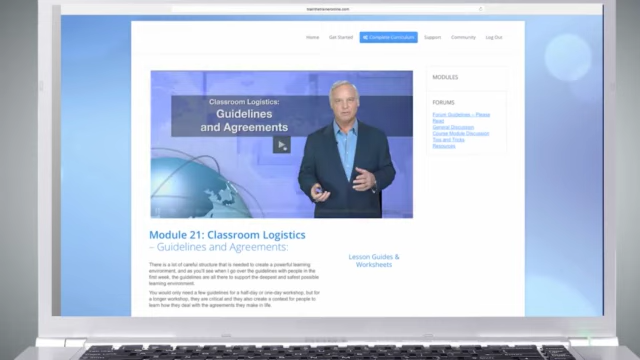 Home
Get Started
Complete Curriculum
Support
Community
Log Out
Classroom Logistics:
Guidelines
and Agreements
MODULES
FORUMS
Forum Guidelines – Please
Read
General Discussion
Course Module Discussion
Tips and Tricks
Resources
Module 21: Classroom Logistics
– Guidelines and Agreements:
Lesson Guides &
Worksheets
There is a lot of careful structure that is needed to create a powerful learning
environment, and as you'll see when I go over the guidelines with people in the
first week, the guidelines are all there to support the deepest and safest possible
learning environment.
You would only need a few guidelines for a half-day or one-day workshop, but for
a longer workshop, they are critical and they also create a context for people to
learn how they deal with the agreements they make in life.